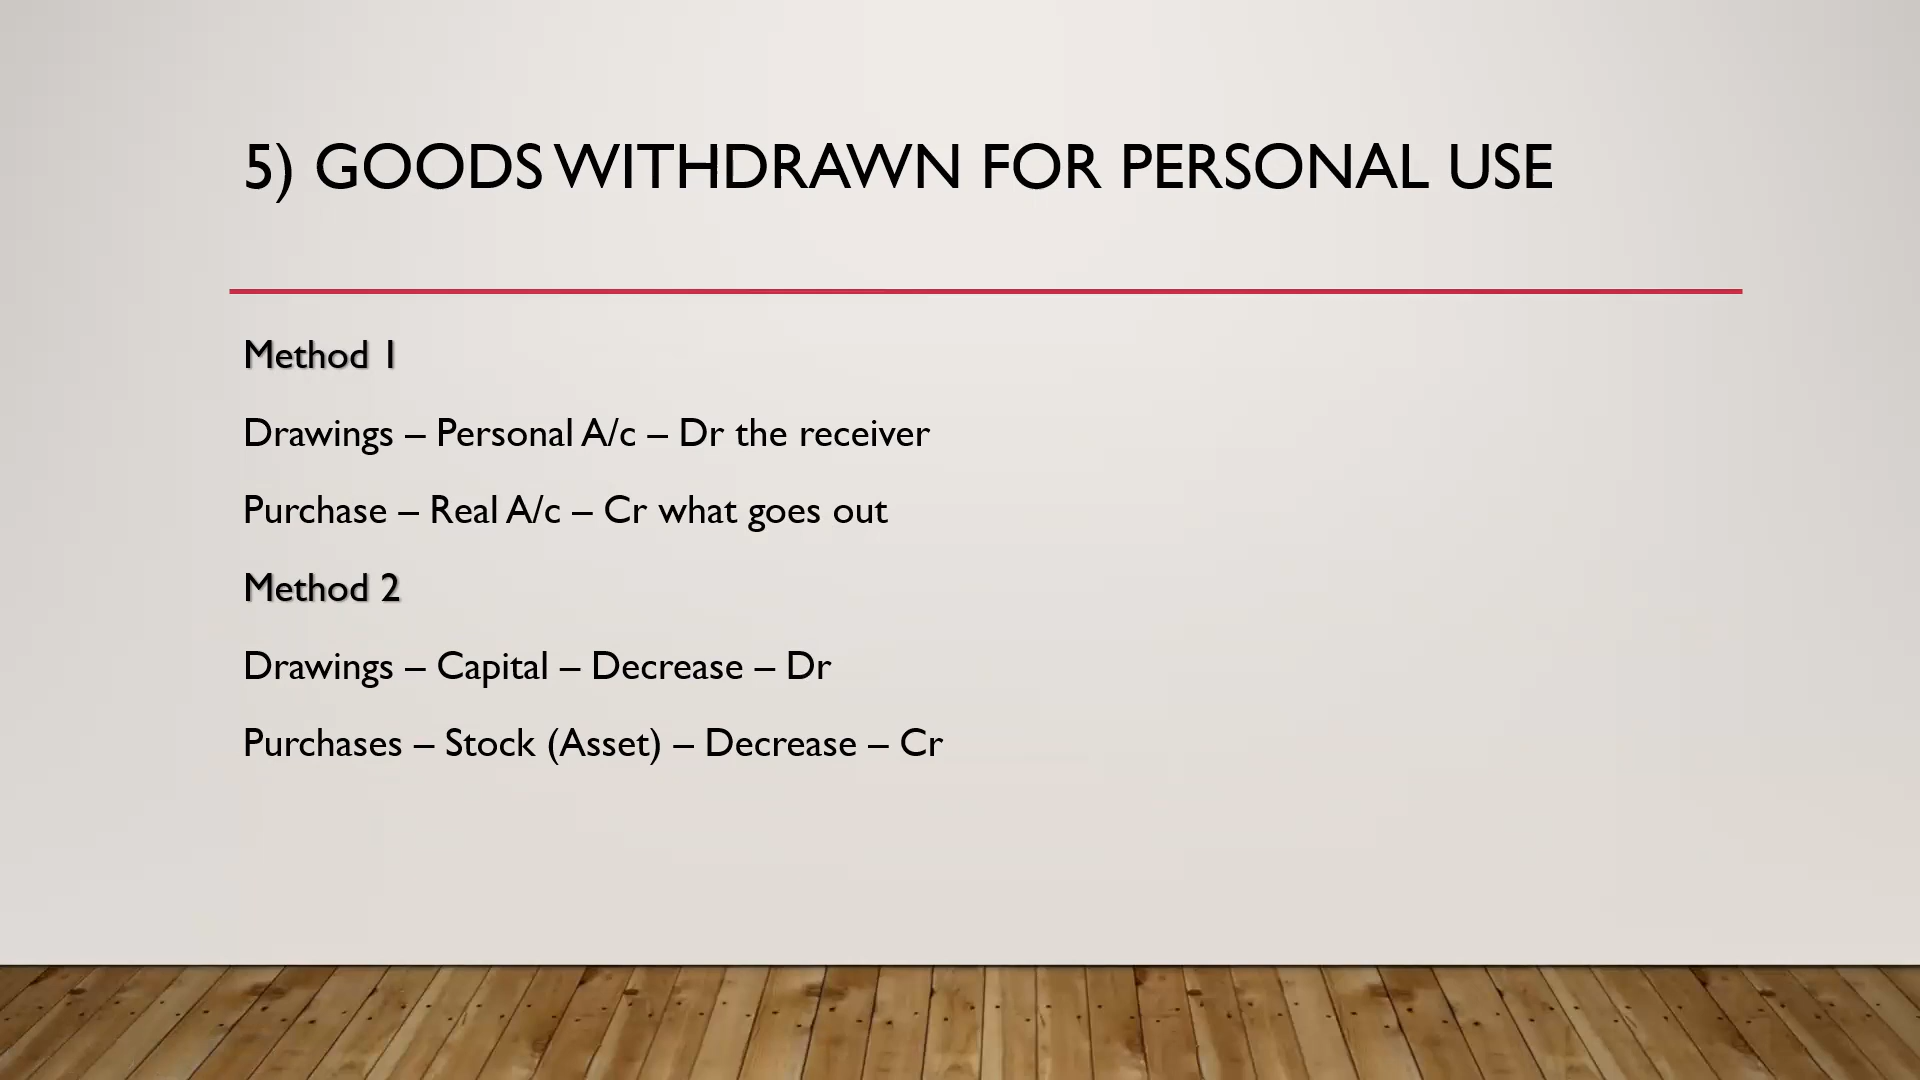 5) GOODS WITHDRAWN FOR PERSONAL USE
Method 1
Drawings – Personal A/c – Dr the receiver
Purchase – Real A/c – Cr what goes out
Method 2
Drawings – Capital – Decrease – Dr
Purchases – Stock (Asset) – Decrease – Cr